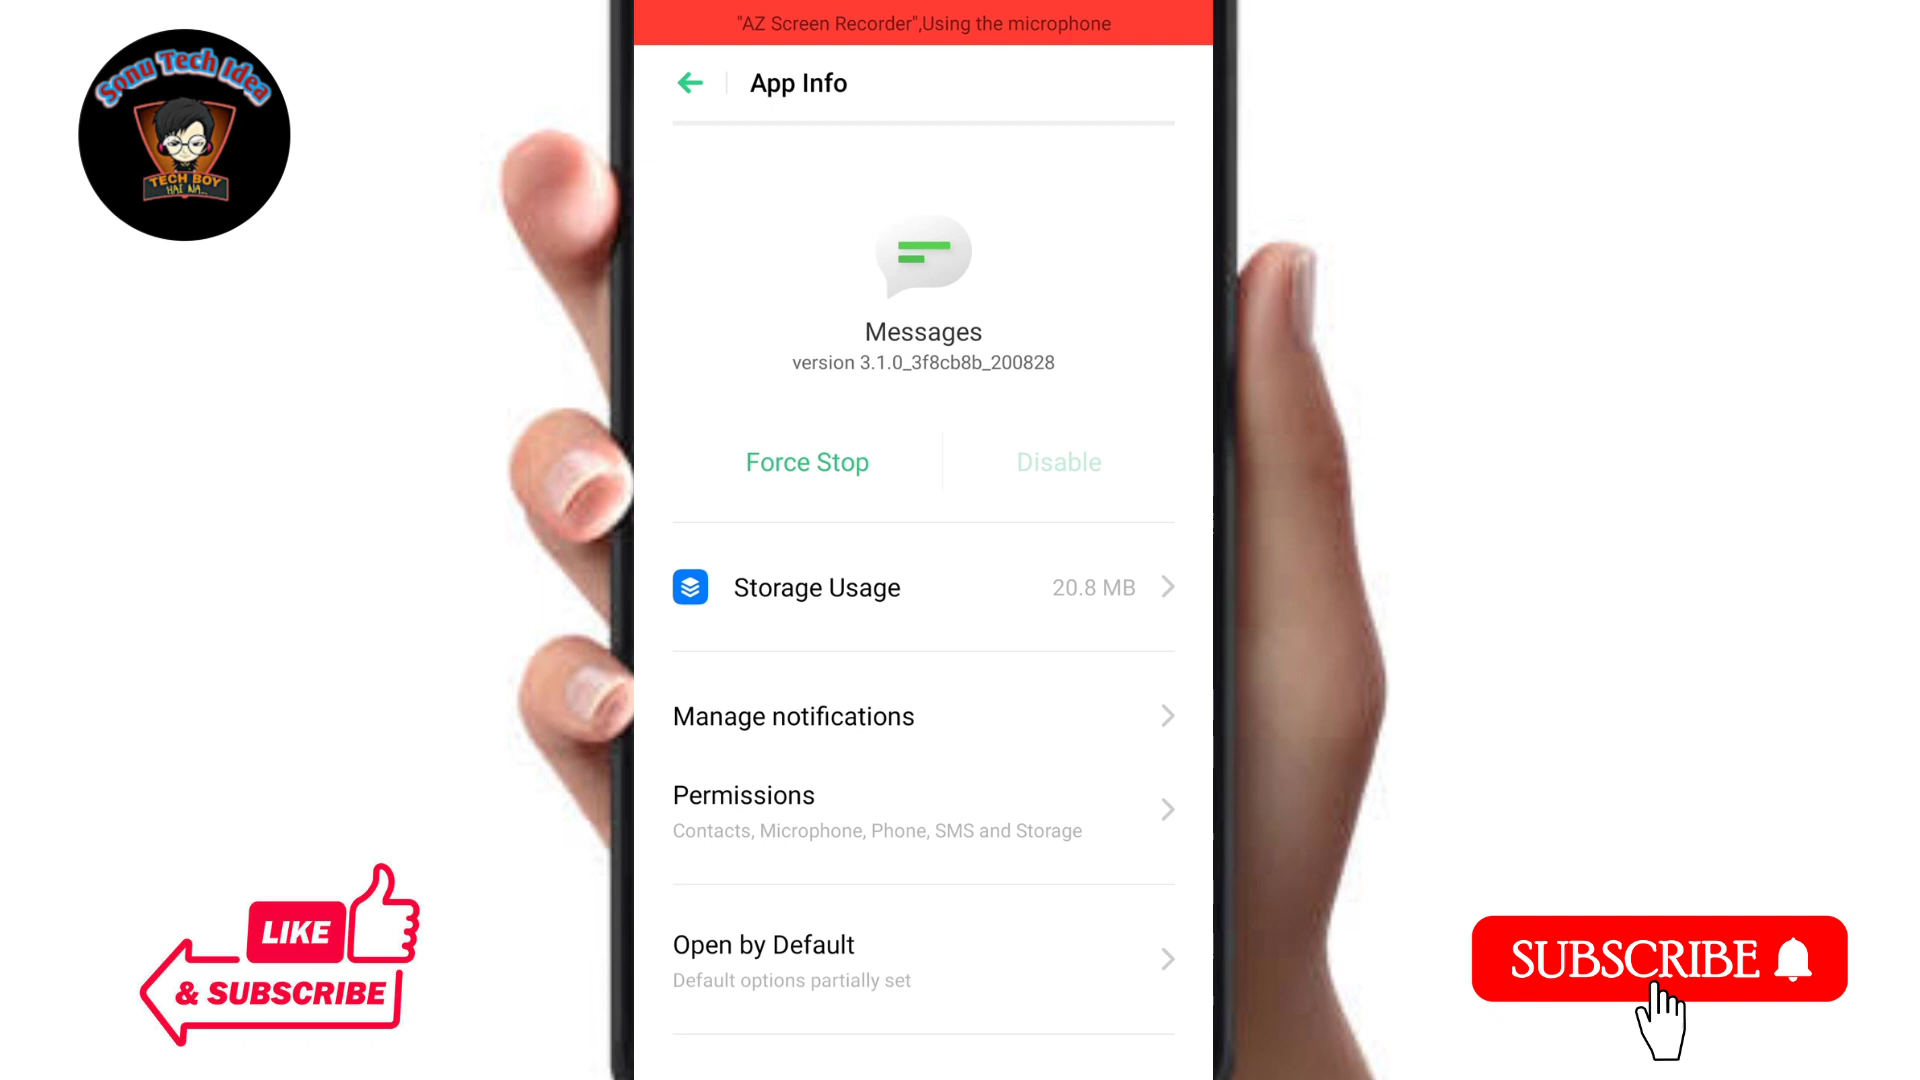 "AZ Screen Recorder",Using the microphone
Sonu Tech Idea
TECH BOY
HAI NA...
App Info
Messages
version 3.1.0_3f8cb8b_200828
Force Stop
Disable
Storage Usage
20.8 MB
Manage notifications
Permissions
Contacts, Microphone, Phone, SMS and Storage
Open by Default
Default options partially set
LIKE
& SUBSCRIBE
SUBSCRIBE